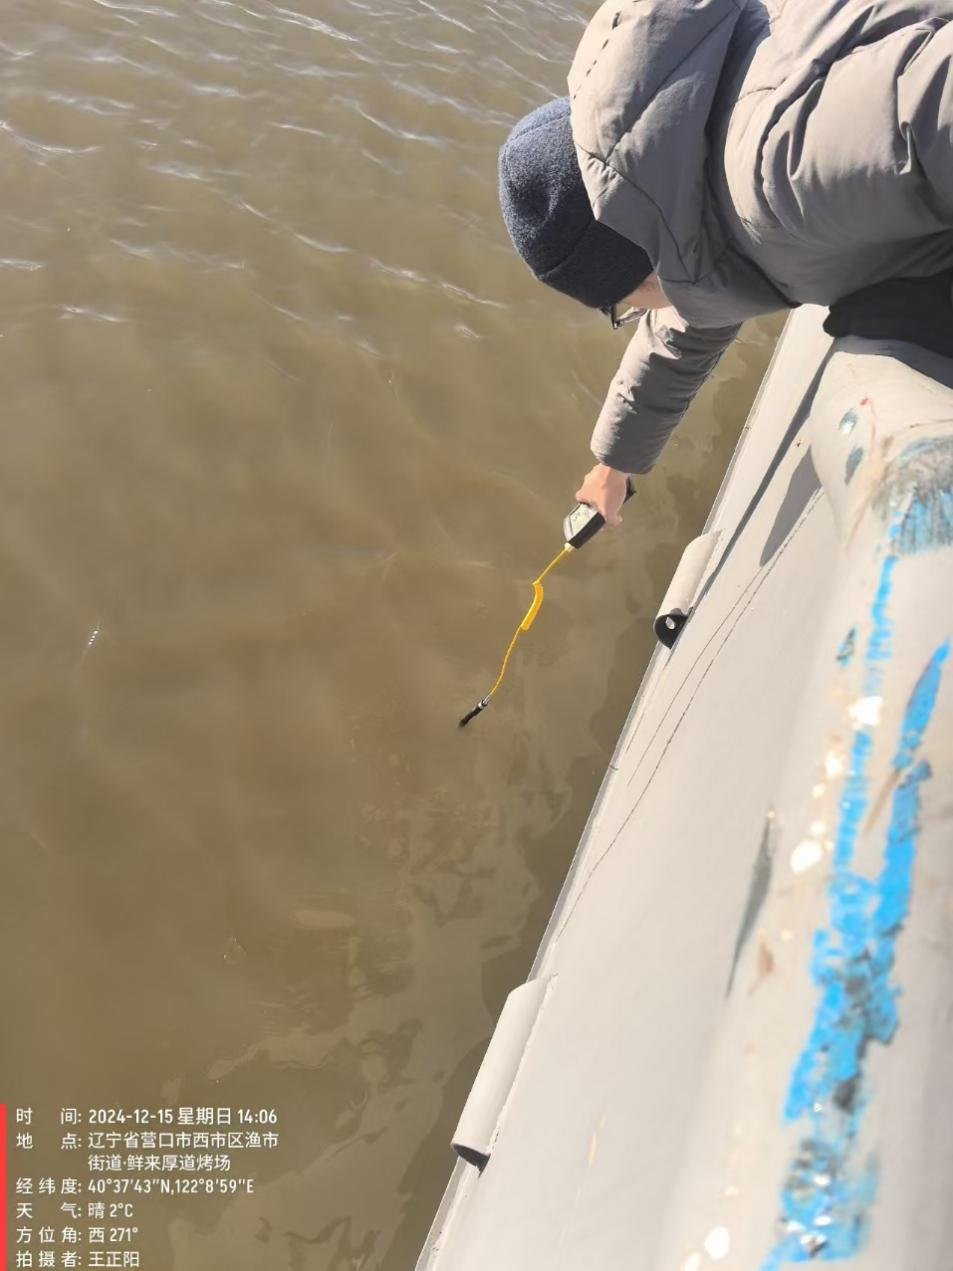 时 间: 2024-12-15 星期日 14:06
地 点: 辽宁省营口市西市区渔市
街道·鲜来厚道烤场
经 纬 度: 40°37'43"N,122°8'59"E
天 气: 晴 2°C
方 位 角: 西 271°
拍 摄 者: 王正阳